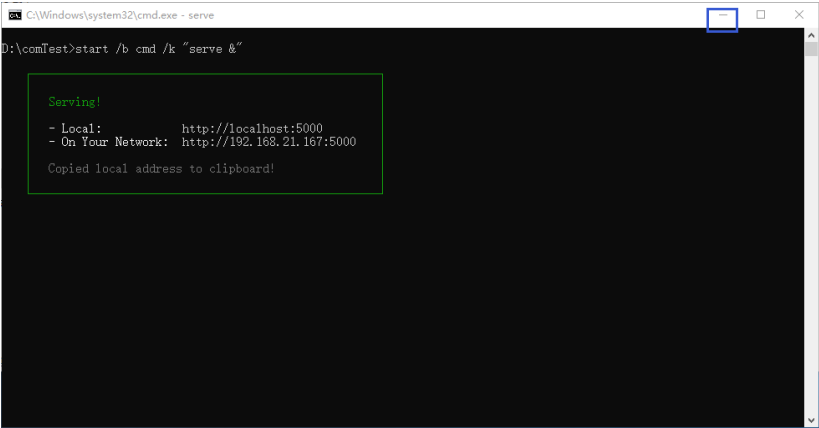 C:\Windows\system32\cmd.exe - serve
D:\comTest>start /b cmd /k "serve &"
Serving!
- Local: http://localhost:5000
- On Your Network: http://192.168.21.167:5000
Copied local address to clipboard!